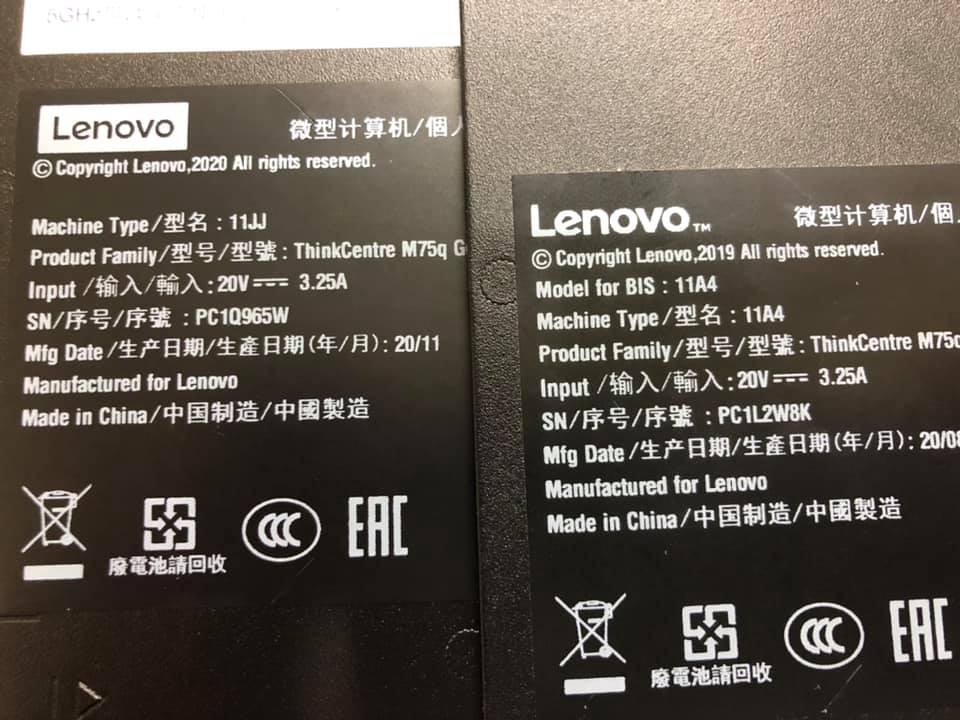 5GHz
Lenovo 微型计算机/個
© Copyright Lenovo,2020 All rights reserved.
Machine Type/型名 : 11JJ
Product Family/型号/型號 : ThinkCentre M75q G
Input /输入/輸入 : 20V⎓ 3.25A
SN/序号/序號 : PC1Q965W
Mfg Date /生产日期/生產日期(年/月): 20/11
Manufactured for Lenovo
Made in China/中国制造/中國製造
CCC EAC
廢電池請回收
Lenovo™ 微型计算机/個
© Copyright Lenovo,2019 All rights reserved.
Model for BIS : 11A4
Machine Type /型名 : 11A4
Product Family/型号/型號 : ThinkCentre M75q
Input /输入/輸入 : 20V⎓ 3.25A
SN/序号/序號 : PC1L2W8K
Mfg Date /生产日期/生產日期(年/月): 20/08
Manufactured for Lenovo
Made in China/中国制造/中國製造
CCC EAC
廢電池請回收